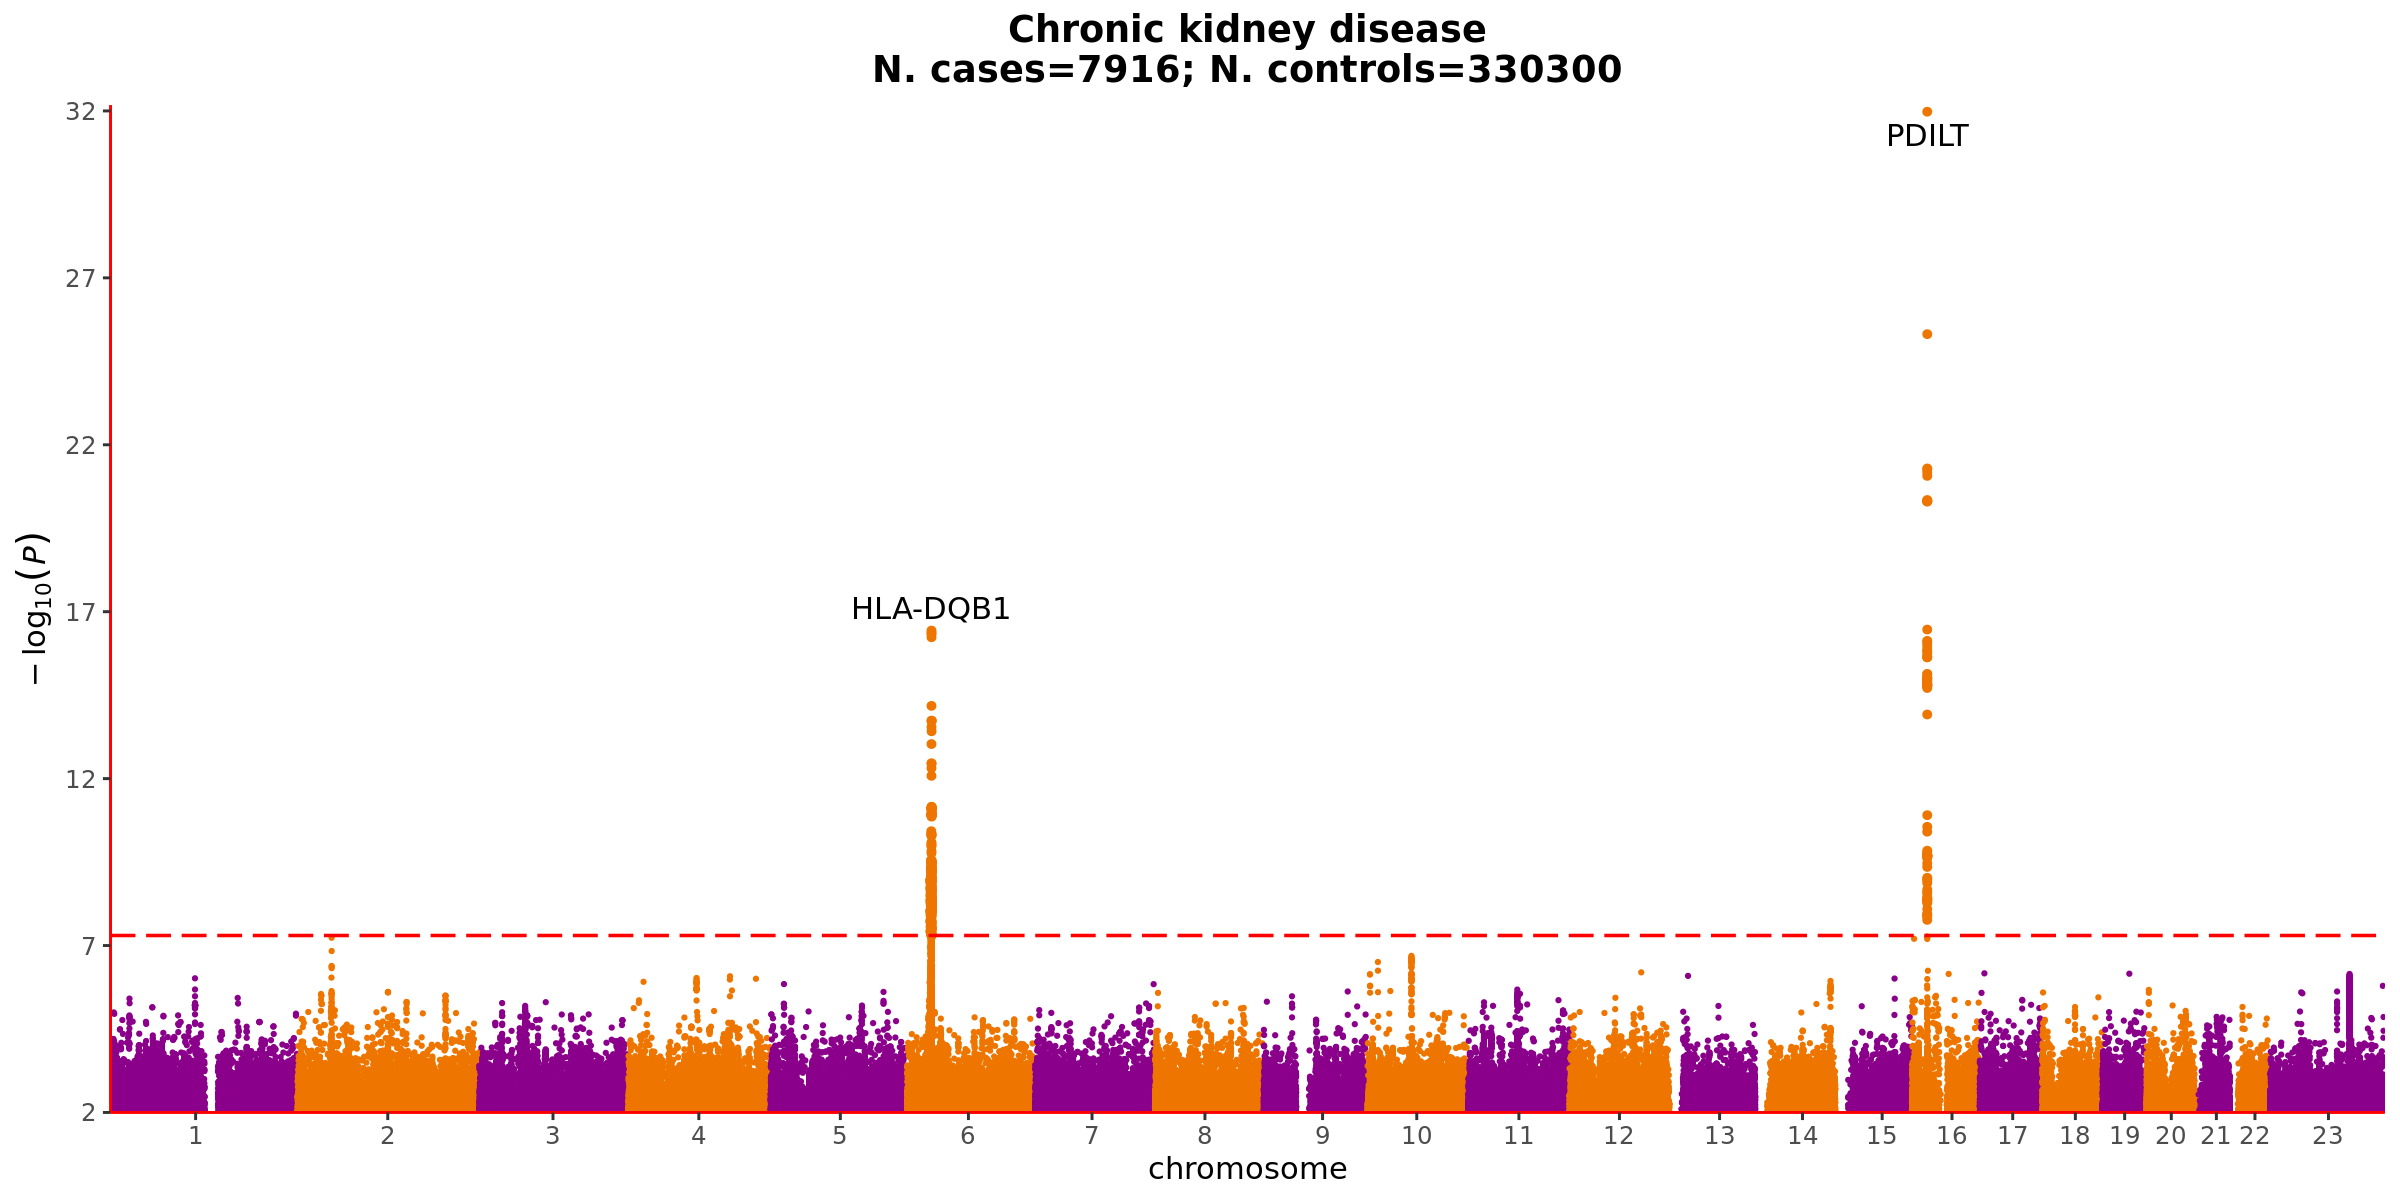 Chronic kidney disease
N. cases=7916; N. controls=330300
32
PDILT
27
22
17
HLA-DQB1
− log₁₀(P)
12
7
2
1 2 3 4 5 6 7 8 9 10 11 12 13 14 15 16 17 18 19 20 21 22 23
chromosome